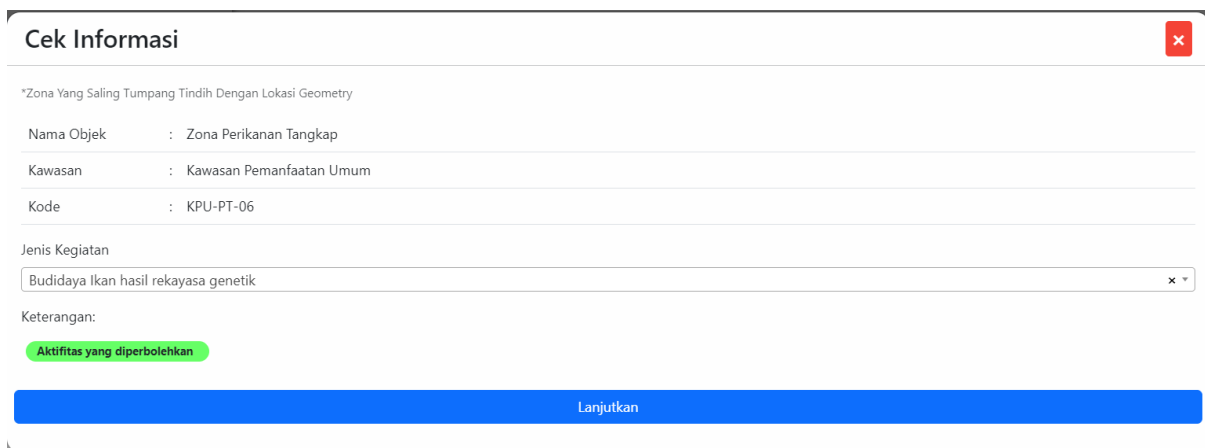 Cek Informasi
×
*Zona Yang Saling Tumpang Tindih Dengan Lokasi Geometry
Nama Objek : Zona Perikanan Tangkap
Kawasan : Kawasan Pemanfaatan Umum
Kode : KPU-PT-06
Jenis Kegiatan
Budidaya Ikan hasil rekayasa genetik ×
Keterangan:
Aktifitas yang diperbolehkan
Lanjutkan